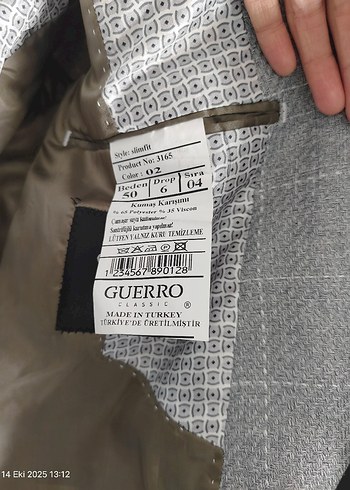 Style: slimfit
Product No: 3165
Color: 02
Beden Drop Sıra
50 6 04
Kumaş Karışımı
% 65 Polyester % 35 Viscon
LÜTFEN YALNIZ KURU TEMİZLEME
1 234567 890128
GUERRO
CLASSIC ®
MADE IN TURKEY
TÜRKİYE'DE ÜRETİLMİŞTİR
14 Eki 2025 13:12